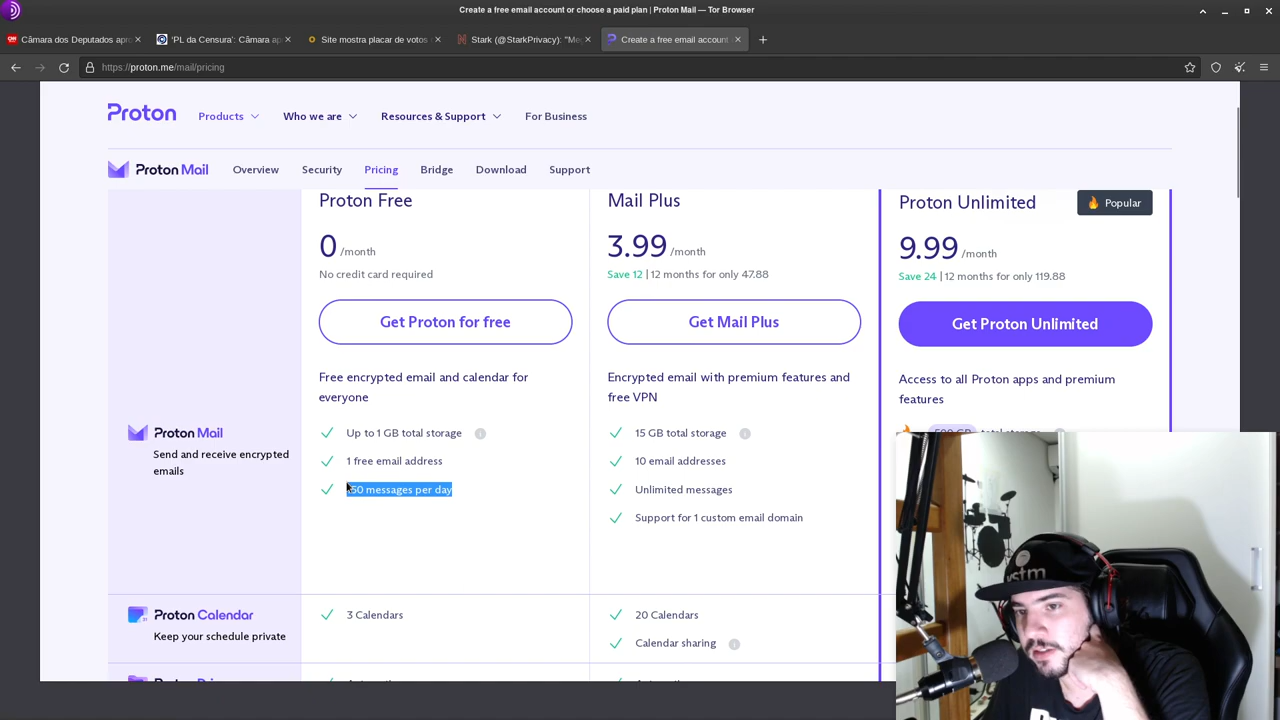 Create a free email account or choose a paid plan | Proton Mail — Tor Browser
Câmara dos Deputados apro
'PL da Censura': Câmara ap
Site mostra placar de votos
Stark (@StarkPrivacy): "Me
Create a free email account
https://proton.me/mail/pricing
Proton
Products
Who we are
Resources & Support
For Business
Proton Mail
Overview
Security
Pricing
Bridge
Download
Support
Proton Free
0 /month
No credit card required
Get Proton for free
Free encrypted email and calendar for
everyone
Mail Plus
3.99 /month
Save 12 | 12 months for only 47.88
Get Mail Plus
Encrypted email with premium features and
free VPN
Proton Unlimited
Popular
9.99 /month
Save 24 | 12 months for only 119.88
Get Proton Unlimited
Access to all Proton apps and premium
features
Proton Mail
Send and receive encrypted
emails
Up to 1 GB total storage
1 free email address
150 messages per day
15 GB total storage
10 email addresses
Unlimited messages
Support for 1 custom email domain
500 GB total storage
Proton Calendar
Keep your schedule private
3 Calendars
20 Calendars
Calendar sharing